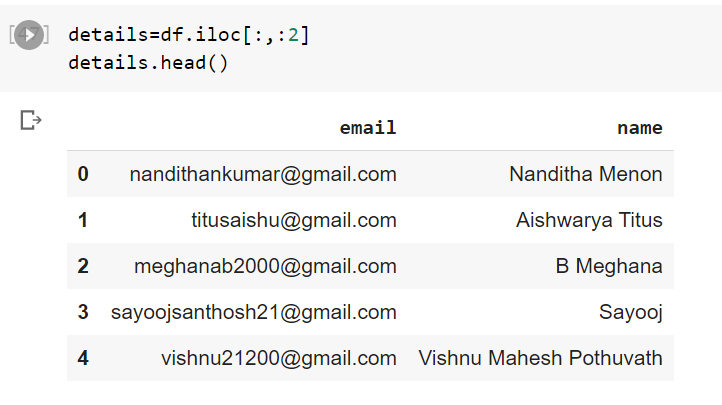 [47] details=df.iloc[:,:2]
details.head()
email name
0 nandithankumar@gmail.com Nanditha Menon
1 titusaishu@gmail.com Aishwarya Titus
2 meghanab2000@gmail.com B Meghana
3 sayoojsanthosh21@gmail.com Sayooj
4 vishnu21200@gmail.com Vishnu Mahesh Pothuvath